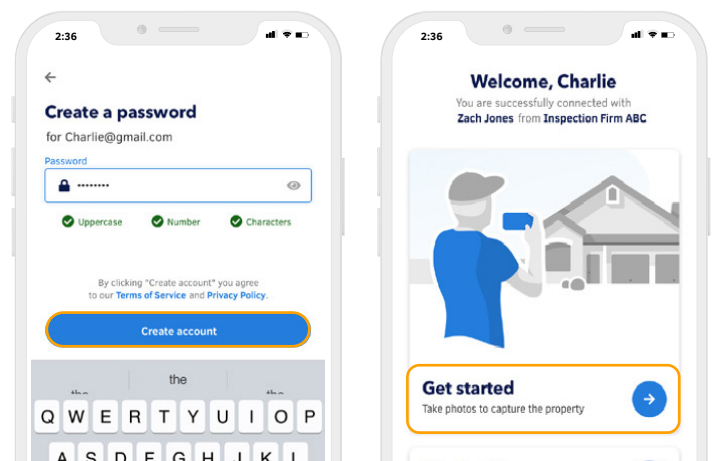 2:36
Create a password
for Charlie@gmail.com
Password
Uppercase Number Characters
By clicking "Create account" you agree
to our Terms of Service and Privacy Policy.
Create account
the
the the
Q W E R T Y U I O P
A S D F G H J K L
2:36
Welcome, Charlie
You are successfully connected with
Zach Jones from Inspection Firm ABC
Get started
Take photos to capture the property